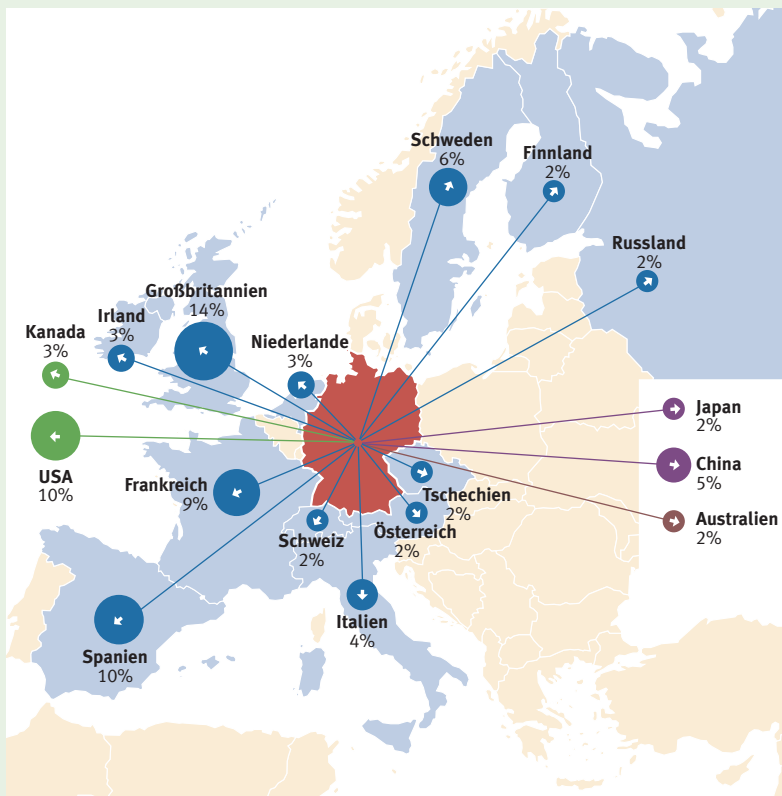 Schweden
6%
Finnland
2%
Russland
2%
Großbritannien
14%
Irland
3%
Kanada
3%
Niederlande
3%
USA
10%
Frankreich
9%
Schweiz
2%
Österreich
2%
Tschechien
2%
Italien
4%
Spanien
10%
Japan
2%
China
5%
Australien
2%